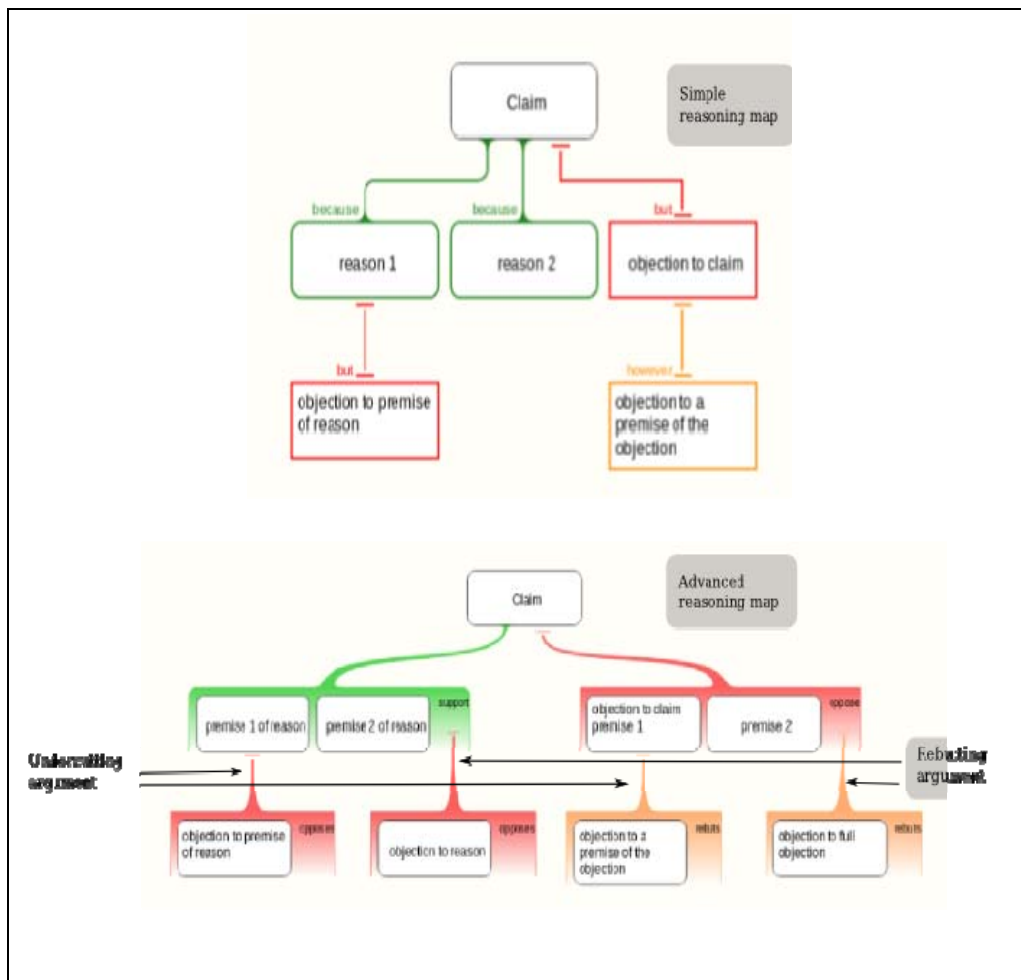 Claim
Simple
reasoning map
because
because
but
reason 1
reason 2
objection to claim
but
however
objection to premise
of reason
objection to a
premise of the
objection
Claim
Advanced
reasoning map
support
oppose
premise 1 of reason
premise 2 of reason
objection to claim
premise 1
premise 2
Undercutting
argument
Rebutting
argument
opposes
opposes
rebuts
rebuts
objection to premise
of reason
objection to reason
objection to a
premise of the
objection
objection to full
objection